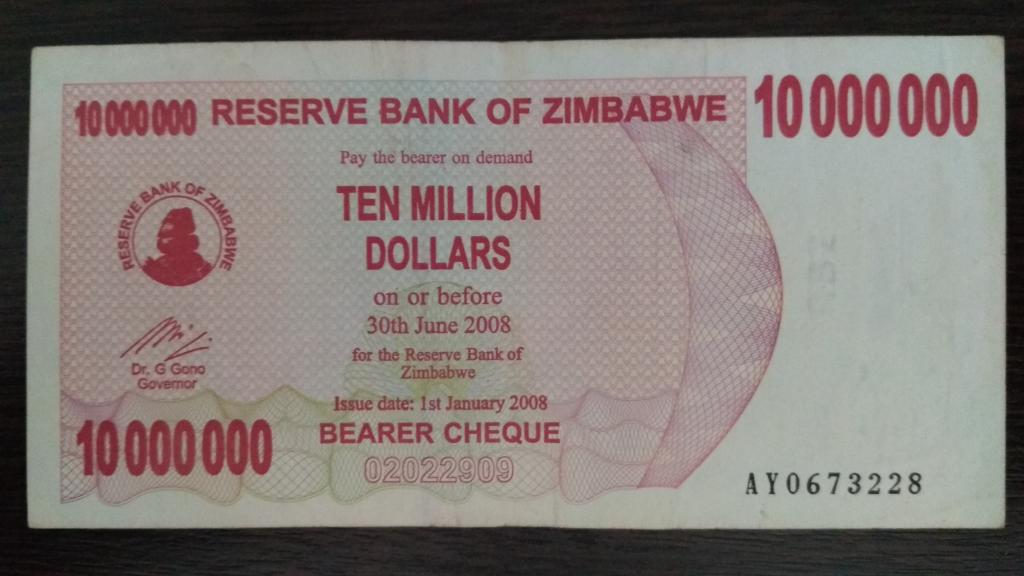 10 000 000 RESERVE BANK OF ZIMBABWE 10 000 000
Pay the bearer on demand
TEN MILLION
DOLLARS
RESERVE BANK OF ZIMBABWE
on or before
30th June 2008
for the Reserve Bank of
Zimbabwe
Dr. G Gono
Governor
Issue date: 1st January 2008
10 000 000
BEARER CHEQUE
02022909
AY0673228